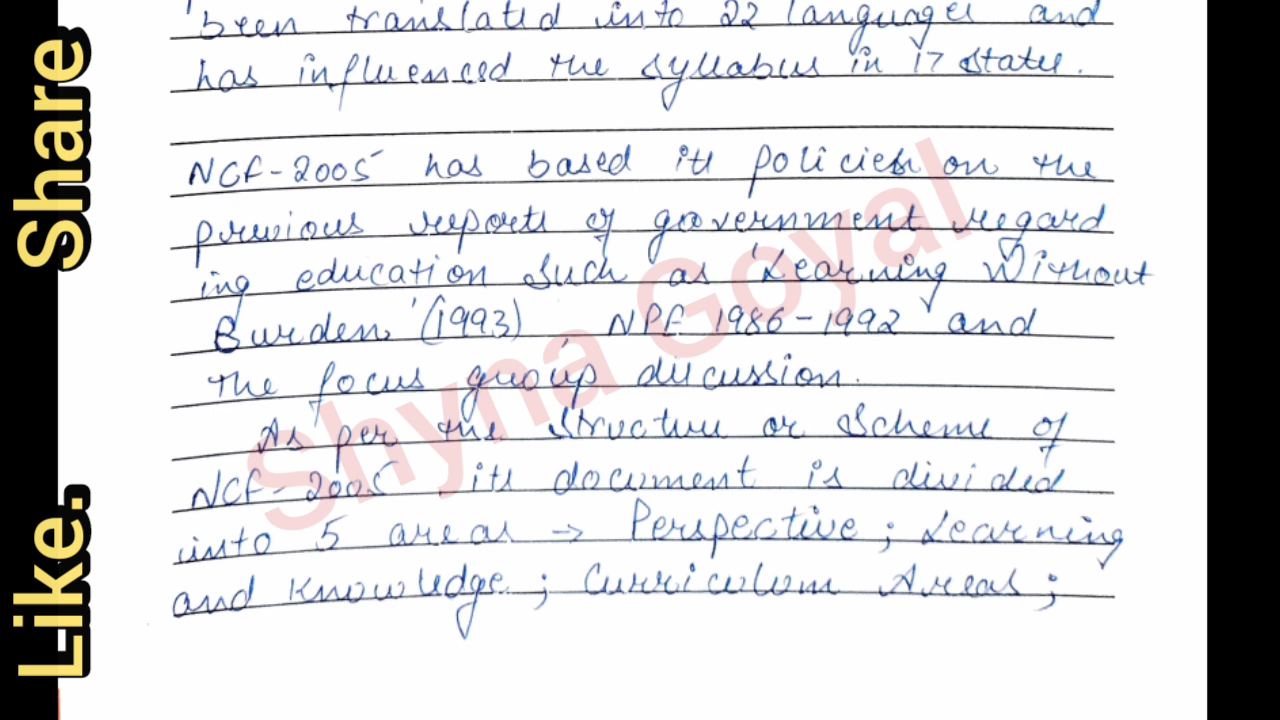 been translated into 22 languages and
has influenced the syllabus in 17 states.
NCF-2005 has based its policies on the
previous reports of government regard
ing education such as 'Learning Without
Burden' (1993), NPE 1986-1992 and
the focus group discussion.
As per the structure or scheme of
NCF-2005, its document is divided
into 5 areas → Perspective; Learning
and Knowledge; Curriculum Areas;
Shyna Goyal
Like. Share